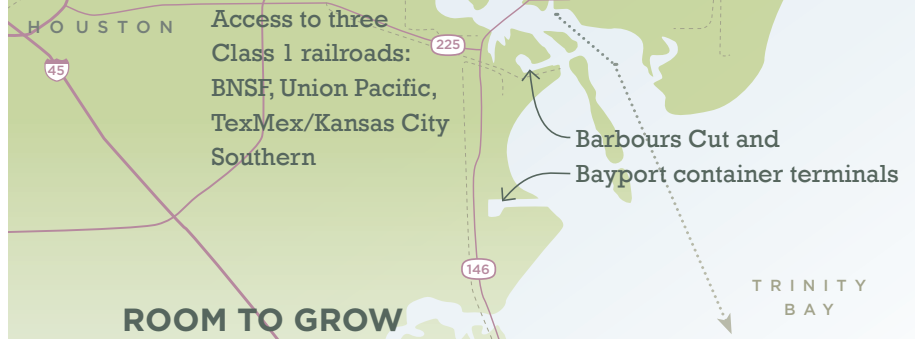 Access to three
HOUSTON
Class 1 railroads:
225
45
BNSF, Union Pacific,
TexMex/Kansas City
Southern
Barbours Cut and
Bayport container terminals
146
TRINITY
BAY
ROOM TO GROW